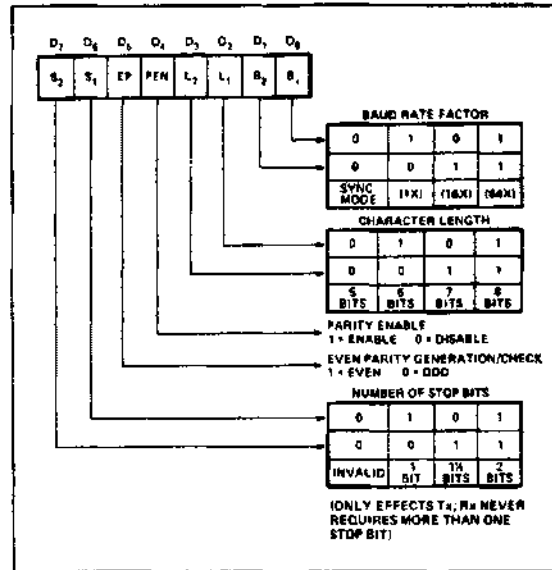 D7 D6 D5 D4 D3 D2 D1 D0
S2 S1 EP PEN L2 L1 B2 B1
BAUD RATE FACTOR
0 1 0 1
0 0 1 1
SYNC MODE (1X) (16X) (64X)
CHARACTER LENGTH
0 1 0 1
0 0 1 1
5 BITS 6 BITS 7 BITS 8 BITS
PARITY ENABLE
1 = ENABLE 0 = DISABLE
EVEN PARITY GENERATION/CHECK
1 = EVEN 0 = ODD
NUMBER OF STOP BITS
0 1 0 1
0 0 1 1
INVALID 1 BIT 1½ BITS 2 BITS
(ONLY EFFECTS Tx; Rx NEVER
REQUIRES MORE THAN ONE
STOP BIT)